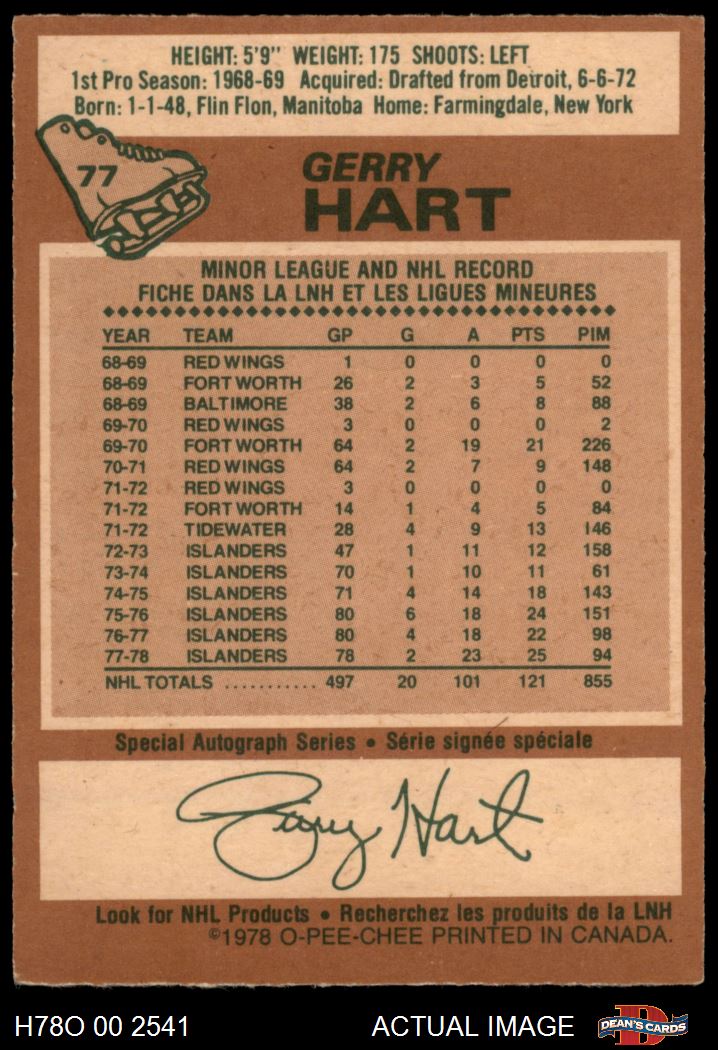 HEIGHT: 5'9" WEIGHT: 175 SHOOTS: LEFT
1st Pro Season: 1968-69 Acquired: Drafted from Detroit, 6-6-72
Born: 1-1-48, Flin Flon, Manitoba Home: Farmingdale, New York
77
GERRY
HART
MINOR LEAGUE AND NHL RECORD
FICHE DANS LA LNH ET LES LIGUES MINEURES
YEAR TEAM GP G A PTS PIM
68-69 RED WINGS 1 0 0 0 0
68-69 FORT WORTH 26 2 3 5 52
68-69 BALTIMORE 38 2 6 8 88
69-70 RED WINGS 3 0 0 0 2
69-70 FORT WORTH 64 2 19 21 226
70-71 RED WINGS 64 2 7 9 148
71-72 RED WINGS 3 0 0 0 0
71-72 FORT WORTH 14 1 4 5 84
71-72 TIDEWATER 28 4 9 13 146
72-73 ISLANDERS 47 1 11 12 158
73-74 ISLANDERS 70 1 10 11 61
74-75 ISLANDERS 71 4 14 18 143
75-76 ISLANDERS 80 6 18 24 151
76-77 ISLANDERS 80 4 18 22 98
77-78 ISLANDERS 78 2 23 25 94
NHL TOTALS ........... 497 20 101 121 855
Special Autograph Series • Série signée spéciale
Gerry Hart
Look for NHL Products • Recherchez les produits de la LNH
©1978 O-PEE-CHEE PRINTED IN CANADA.
H78O 00 2541 ACTUAL IMAGE D DEAN'S CARDS